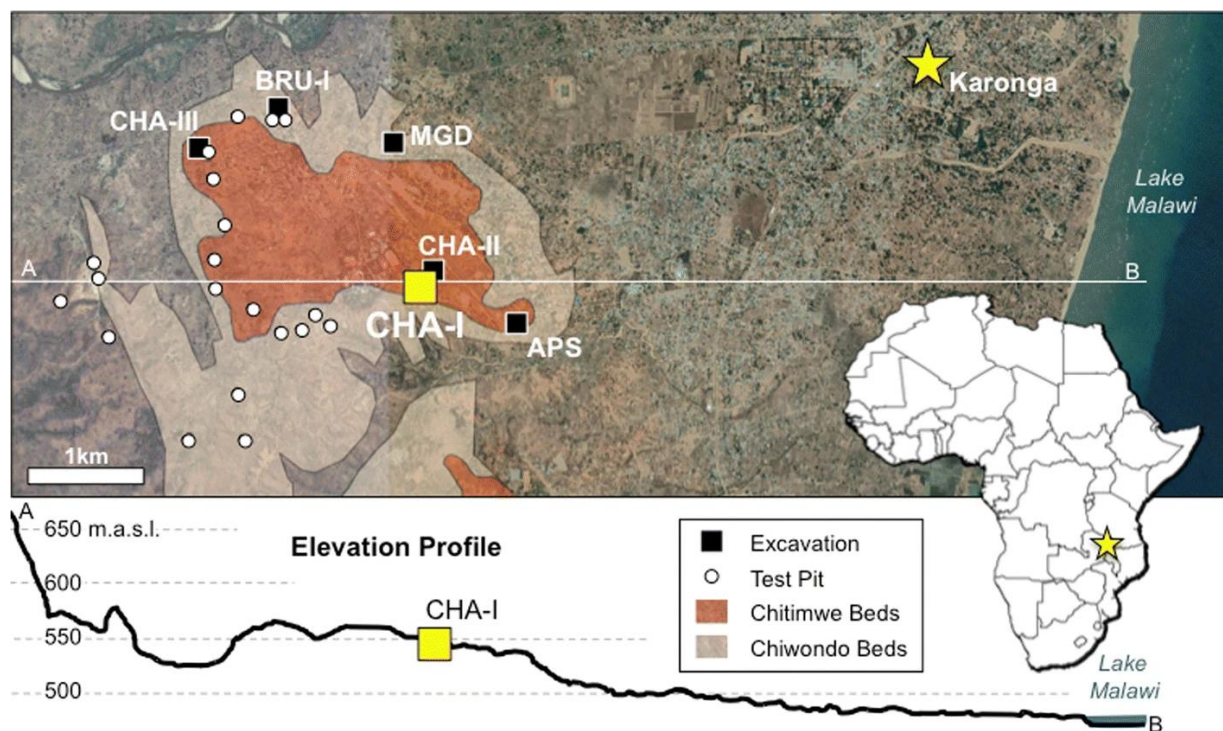 BRU-I
Karonga
CHA-III
MGD
Lake
Malawi
CHA-II
A
B
CHA-I
APS
1km
A
650 m.a.s.l.
Elevation Profile
600
CHA-I
550
500
B
Excavation
Test Pit
Chitimwe Beds
Chiwondo Beds
Lake
Malawi